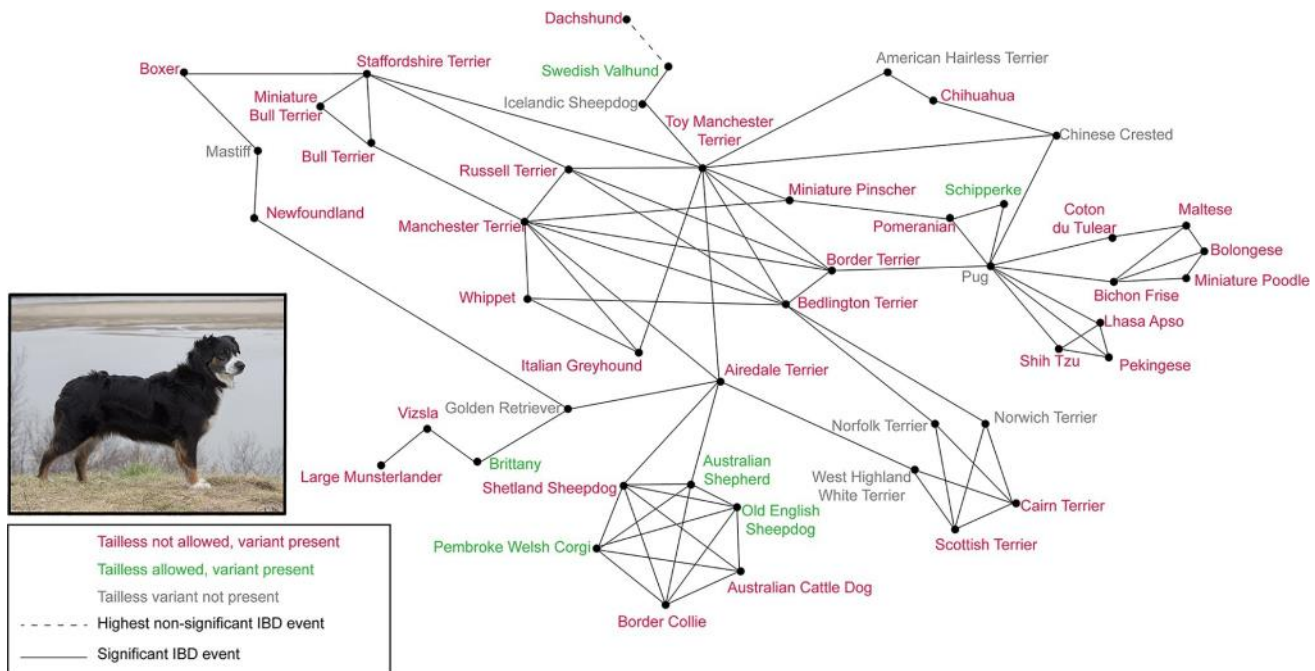 Dachshund
Staffordshire Terrier
Boxer
Swedish Valhund
American Hairless Terrier
Miniature
Bull Terrier
Icelandic Sheepdog
Chihuahua
Toy Manchester
Terrier
Chinese Crested
Mastiff
Bull Terrier
Russell Terrier
Miniature Pinscher
Schipperke
Newfoundland
Manchester Terrier
Pomeranian
Coton
du Tulear
Maltese
Bolongese
Border Terrier
Pug
Miniature Poodle
Whippet
Bedlington Terrier
Bichon Frise
Lhasa Apso
Italian Greyhound
Airedale Terrier
Shih Tzu
Pekingese
Golden Retriever
Vizsla
Norfolk Terrier
Norwich Terrier
Large Munsterlander
Brittany
Australian
Shepherd
Shetland Sheepdog
West Highland
White Terrier
Old English
Sheepdog
Cairn Terrier
Pembroke Welsh Corgi
Scottish Terrier
Australian Cattle Dog
Border Collie
Tailless not allowed, variant present
Tailless allowed, variant present
Tailless variant not present
Highest non-significant IBD event
Significant IBD event